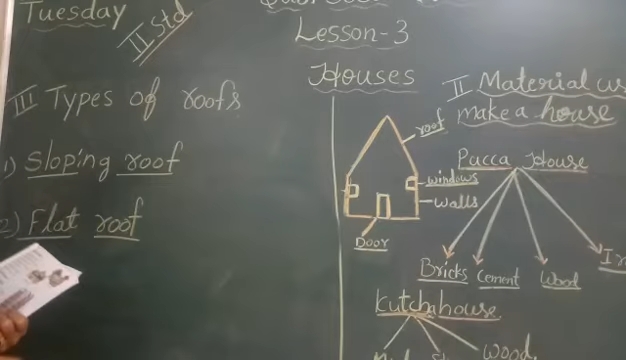 Tuesday
II Std
Lesson-3
Houses
III Types of roofs
1) Sloping roof
2) Flat roof
roof
windows
walls
Door
II Material us
make a house
Pucca House
Bricks
Cement
Wood
Kutcha house
Wood